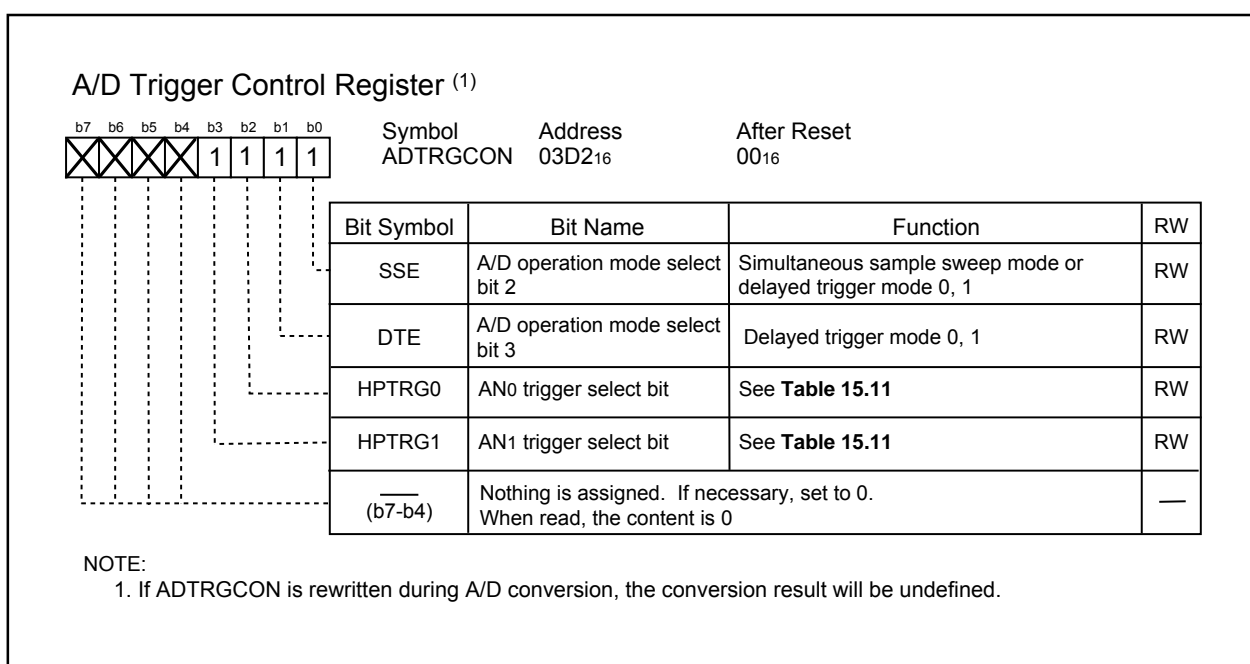 A/D Trigger Control Register (1)
b7 b6 b5 b4 b3 b2 b1 b0
Symbol Address After Reset
1 1 1 1 ADTRGCON 03D216 0016
Bit Symbol Bit Name Function RW
SSE A/D operation mode select bit 2 Simultaneous sample sweep mode or delayed trigger mode 0, 1 RW
DTE A/D operation mode select bit 3 Delayed trigger mode 0, 1 RW
HPTRG0 AN0 trigger select bit See Table 15.11 RW
HPTRG1 AN1 trigger select bit See Table 15.11 RW
(b7-b4) Nothing is assigned. If necessary, set to 0.
When read, the content is 0 —
NOTE:
1. If ADTRGCON is rewritten during A/D conversion, the conversion result will be undefined.